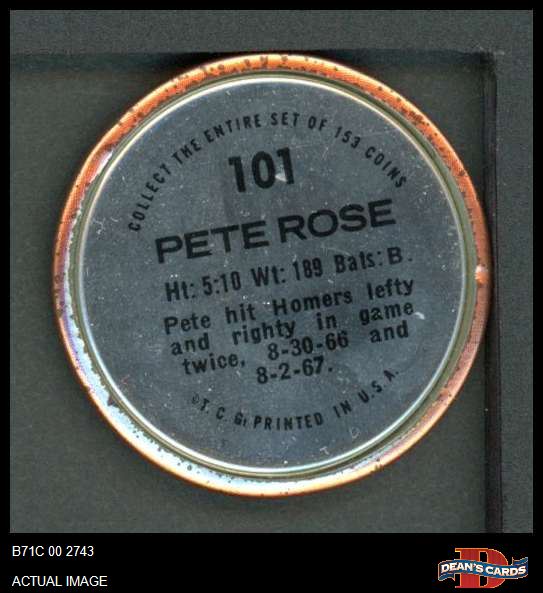 COLLECT THE ENTIRE SET OF 153 COINS
101
PETE ROSE
Ht: 5:10 Wt: 189 Bats: B.
Pete hit Homers lefty
and righty in game
twice, 8-30-66 and
8-2-67.
©T. C. G. PRINTED IN U.S.A.
B71C 00 2743
ACTUAL IMAGE
D
DEAN'S CARDS